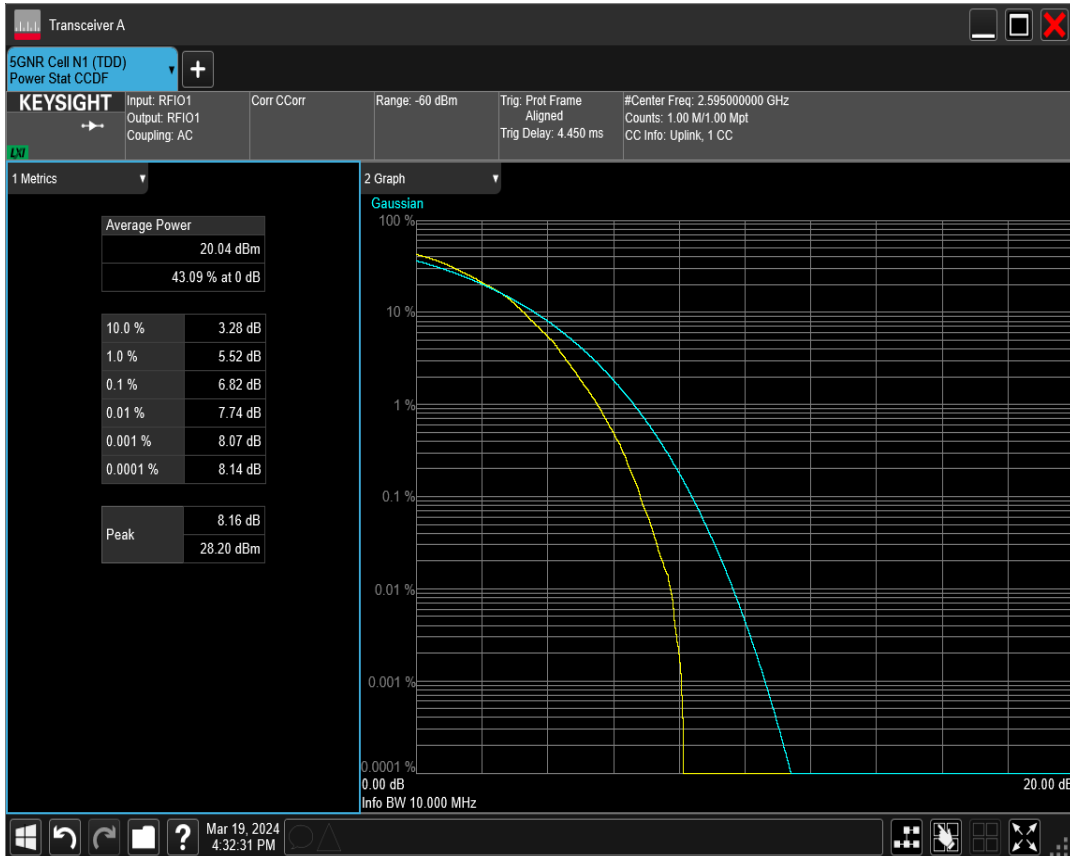 Transceiver A
5GNR Cell N1 (TDD)
Power Stat CCDF
+
KEYSIGHT
LXI
Input: RFIO1
Output: RFIO1
Coupling: AC
Corr CCorr
Range: -60 dBm
Trig: Prot Frame
Aligned
Trig Delay: 4.450 ms
#Center Freq: 2.595000000 GHz
Counts: 1.00 M/1.00 Mpt
CC Info: Uplink, 1 CC
1 Metrics
Average Power
20.04 dBm
43.09 % at 0 dB
10.0 % 3.28 dB
1.0 % 5.52 dB
0.1 % 6.82 dB
0.01 % 7.74 dB
0.001 % 8.07 dB
0.0001 % 8.14 dB
Peak
8.16 dB
28.20 dBm
2 Graph
Gaussian
100 %
10 %
1 %
0.1 %
0.01 %
0.001 %
0.0001 %
0.00 dB 20.00 dB
Info BW 10.000 MHz
?
Mar 19, 2024
4:32:31 PM